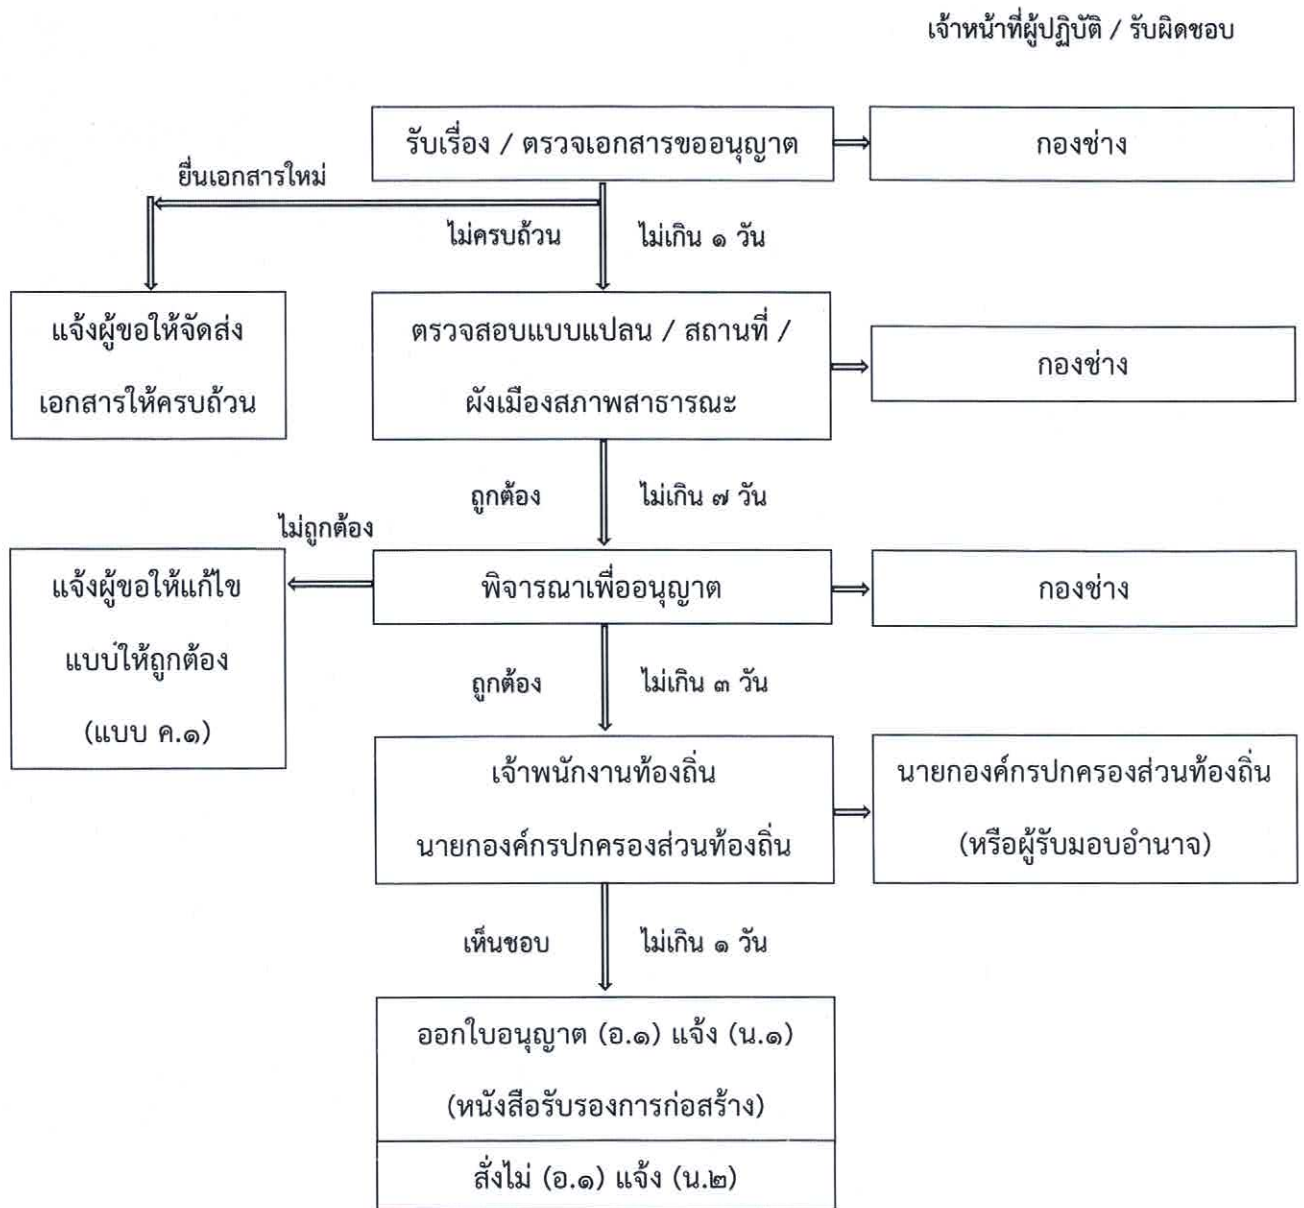 เจ้าหน้าที่ผู้ปฏิบัติ / รับผิดชอบ
รับเรื่อง / ตรวจเอกสารขออนุญาต
กองช่าง
ยื่นเอกสารใหม่
ไม่ครบถ้วน
ไม่เกิน ๑ วัน
แจ้งผู้ขอให้จัดส่ง
เอกสารให้ครบถ้วน
ตรวจสอบแบบแปลน / สถานที่ /
ผังเมืองสภาพสาธารณะ
กองช่าง
ถูกต้อง
ไม่เกิน ๗ วัน
ไม่ถูกต้อง
แจ้งผู้ขอให้แก้ไข
แบบให้ถูกต้อง
(แบบ ค.๑)
พิจารณาเพื่ออนุญาต
กองช่าง
ถูกต้อง
ไม่เกิน ๓ วัน
เจ้าพนักงานท้องถิ่น
นายกองค์กรปกครองส่วนท้องถิ่น
นายกองค์กรปกครองส่วนท้องถิ่น
(หรือผู้รับมอบอำนาจ)
เห็นชอบ
ไม่เกิน ๑ วัน
ออกใบอนุญาต (อ.๑) แจ้ง (น.๑)
(หนังสือรับรองการก่อสร้าง)
สั่งไม่ (อ.๑) แจ้ง (น.๒)